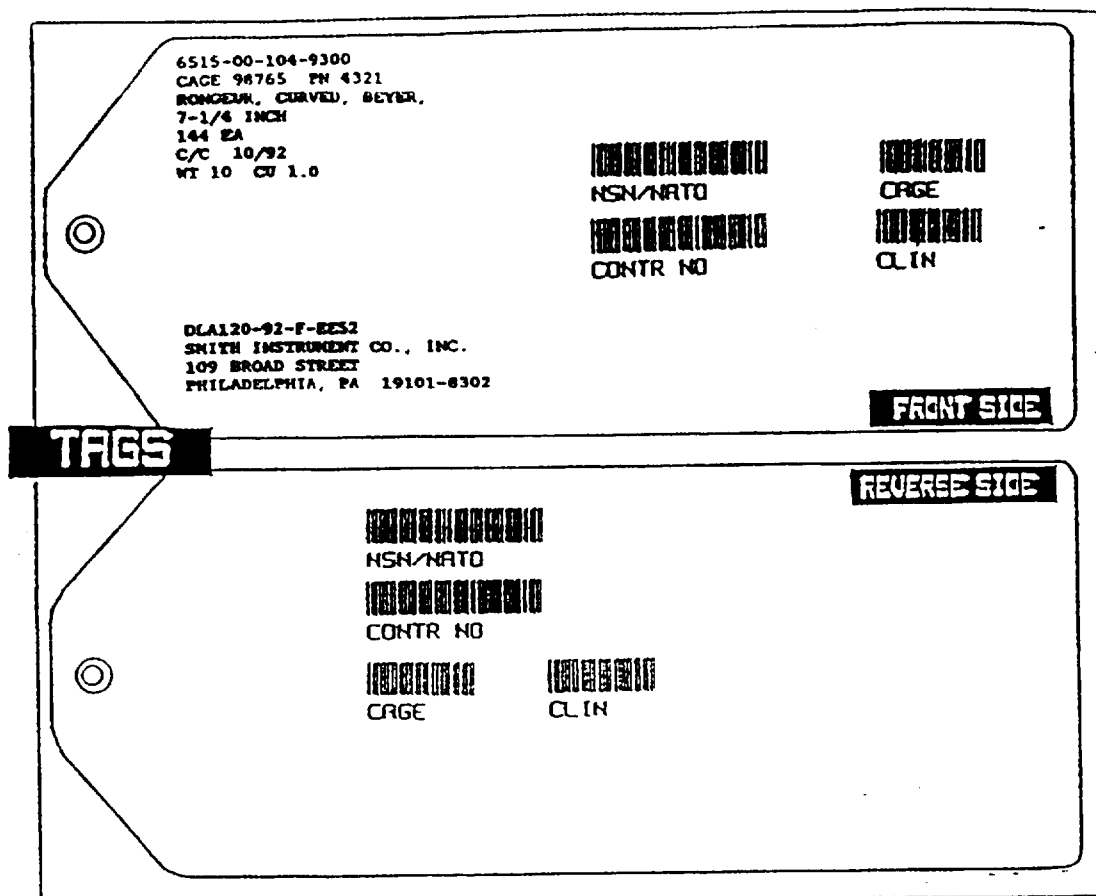 6515-00-104-9300
CAGE 98765 PN 4321
RONGEUR, CURVED, BEYER,
7-1/4 INCH
144 EA
C/C 10/92
WT 10 CU 1.0
NSN/NATO
CAGE
CONTR NO
CLIN
DLA120-92-F-EES2
SMITH INSTRUMENT CO., INC.
109 BROAD STREET
PHILADELPHIA, PA 19101-8302
FRONT SIDE
TAGS
REVERSE SIDE
NSN/NATO
CONTR NO
CAGE
CLIN